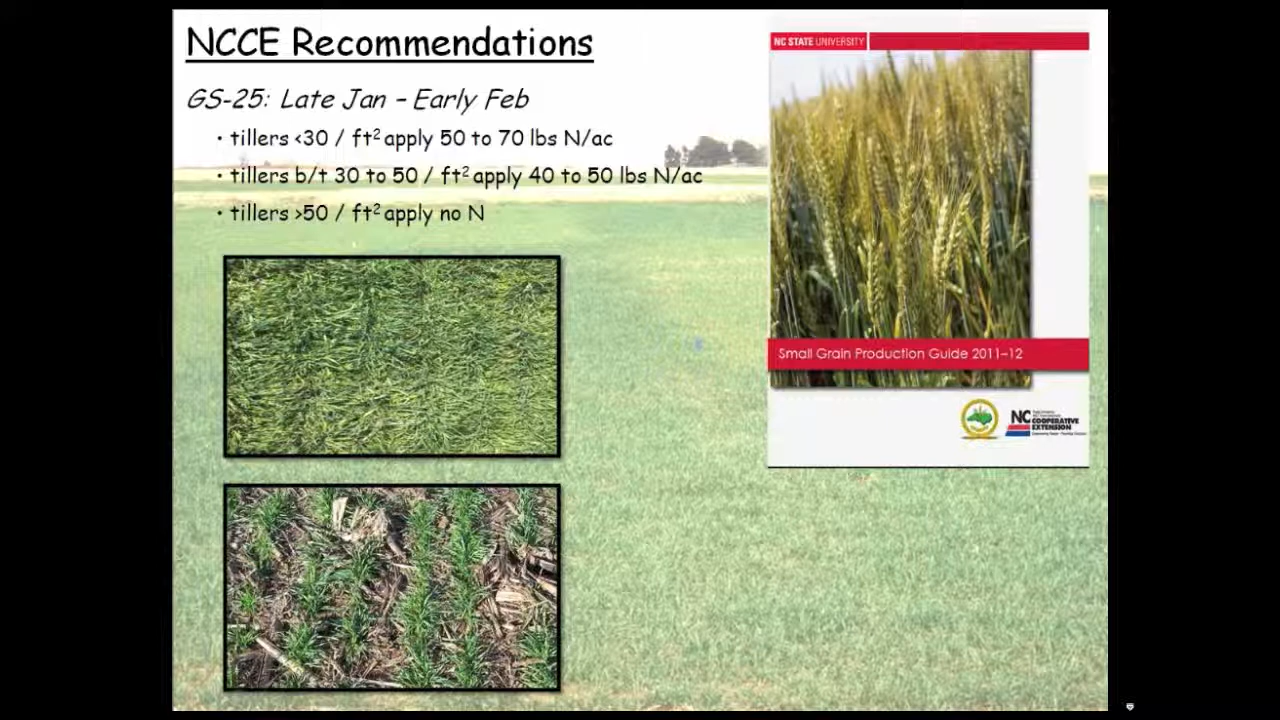 NCCE Recommendations
GS-25: Late Jan – Early Feb
• tillers <30 / ft² apply 50 to 70 lbs N/ac
• tillers b/t 30 to 50 / ft² apply 40 to 50 lbs N/ac
• tillers >50 / ft² apply no N
NC STATE UNIVERSITY
Small Grain Production Guide 2011–12
NC
COOPERATIVE
EXTENSION